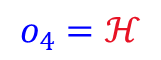 o₄ = ℋ